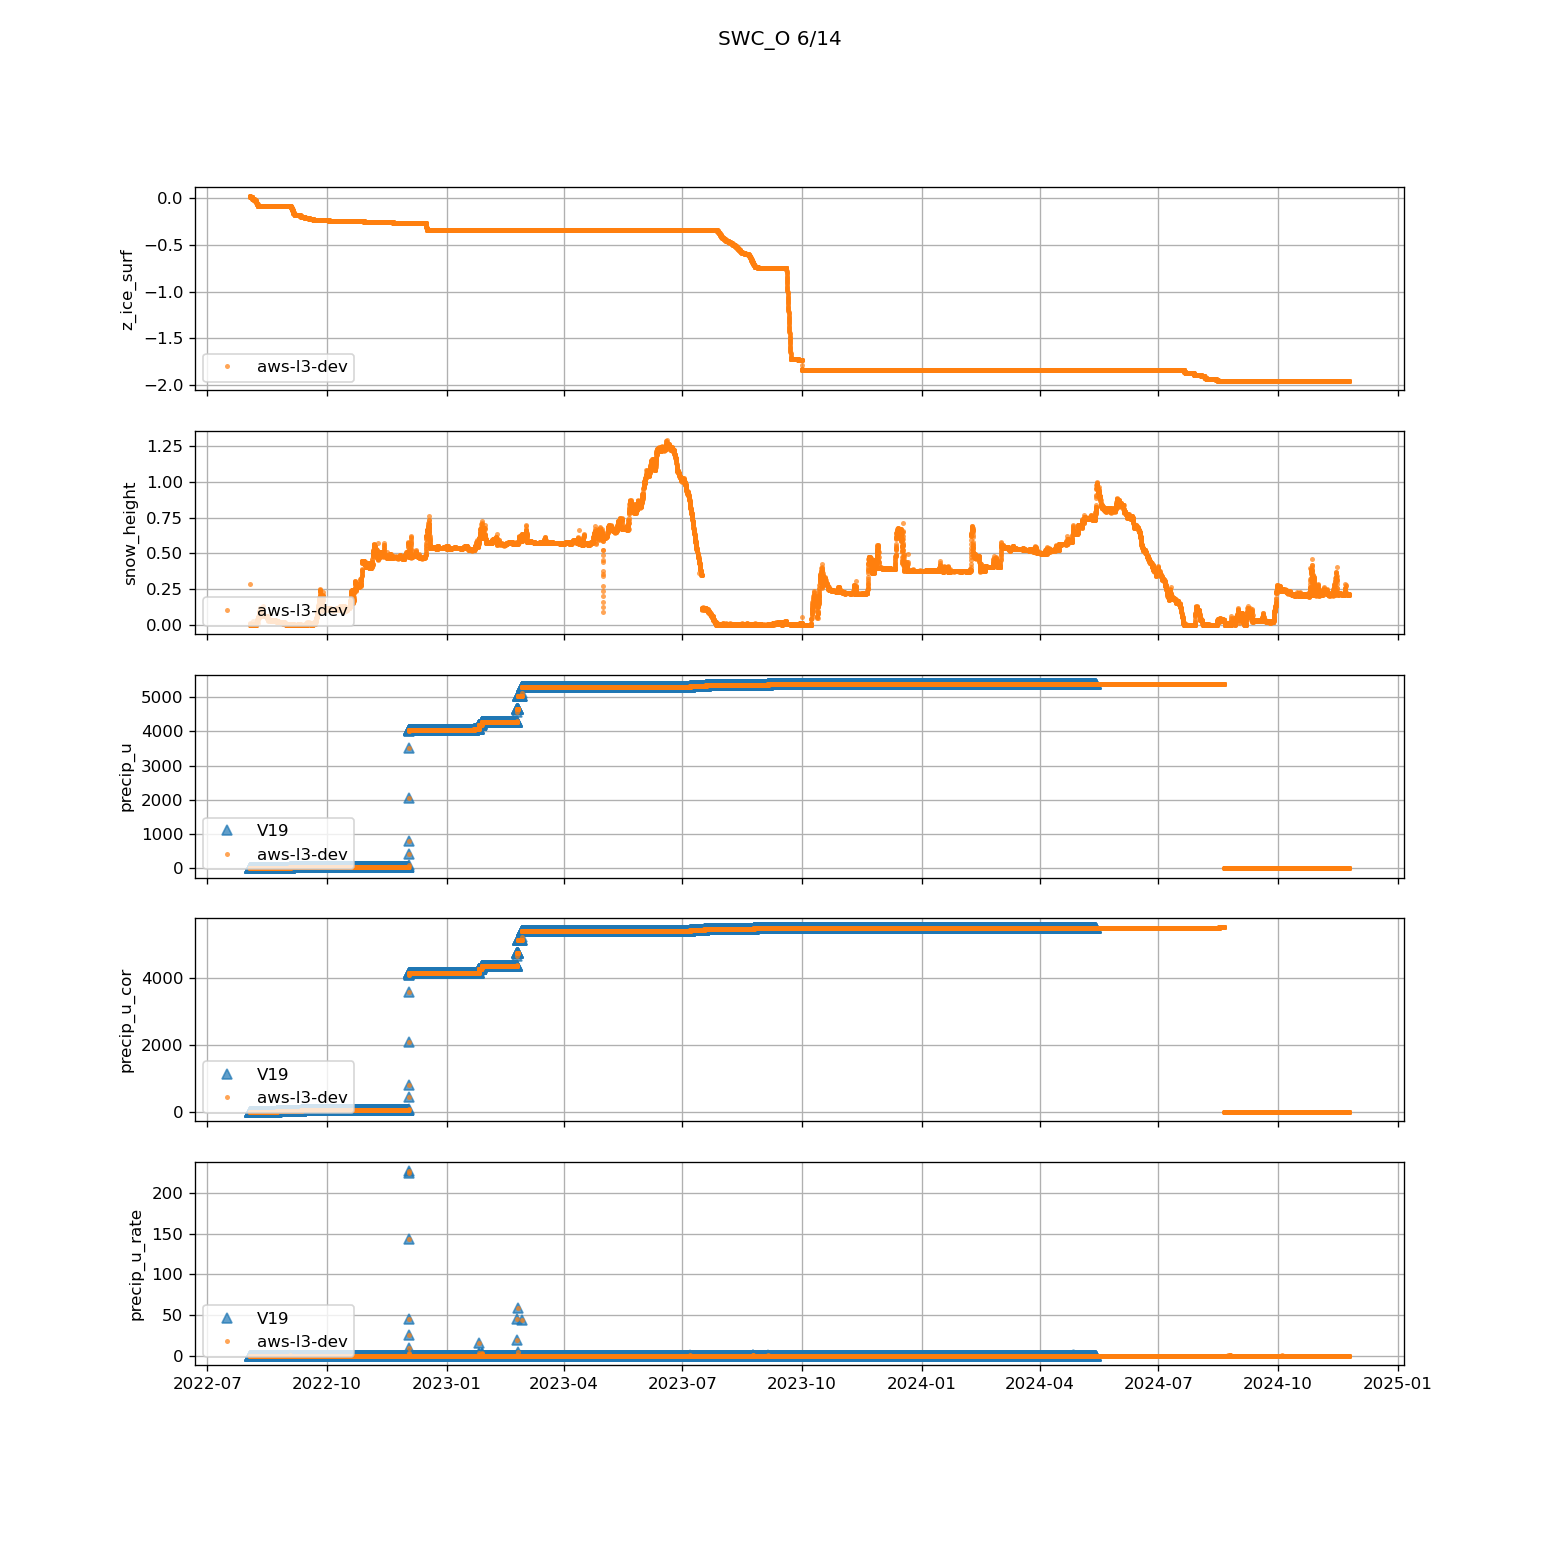 SWC_O 6/14
z_ice_surf
0.0
−0.5
−1.0
−1.5
−2.0
aws-l3-dev
snow_height
1.25
1.00
0.75
0.50
0.25
0.00
aws-l3-dev
precip_u
5000
4000
3000
2000
1000
0
V19
aws-l3-dev
precip_u_cor
4000
2000
0
V19
aws-l3-dev
precip_u_rate
200
150
100
50
0
V19
aws-l3-dev
2022-07 2022-10 2023-01 2023-04 2023-07 2023-10 2024-01 2024-04 2024-07 2024-10 2025-01